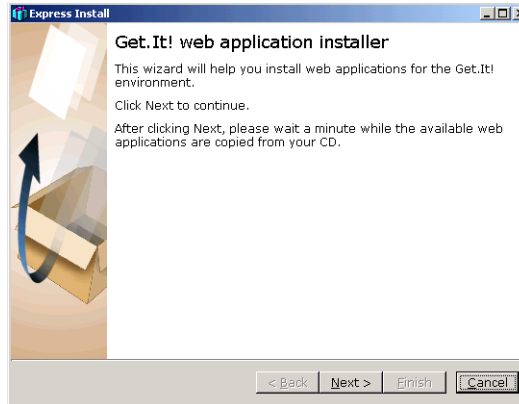 Express Install
Get.It! web application installer
This wizard will help you install web applications for the Get.It!
environment.
Click Next to continue.
After clicking Next, please wait a minute while the available web
applications are copied from your CD.
< Back Next > Finish Cancel